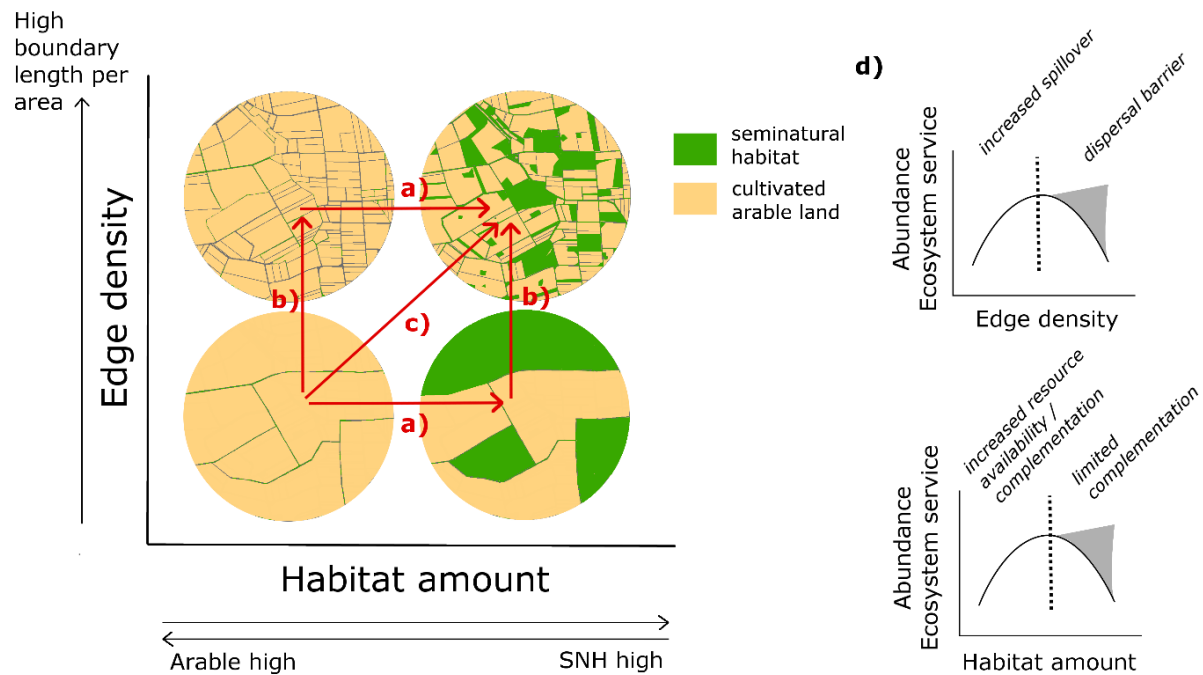 High
boundary
length per
area
Edge density
a)
b)
c)
b)
a)
Habitat amount
Arable high
SNH high
seminatural
habitat
cultivated
arable land
d)
increased spillover
dispersal barrier
Abundance
Ecosystem service
Edge density
increased resource
availability /
complementation
limited
complementation
Abundance
Ecosystem service
Habitat amount